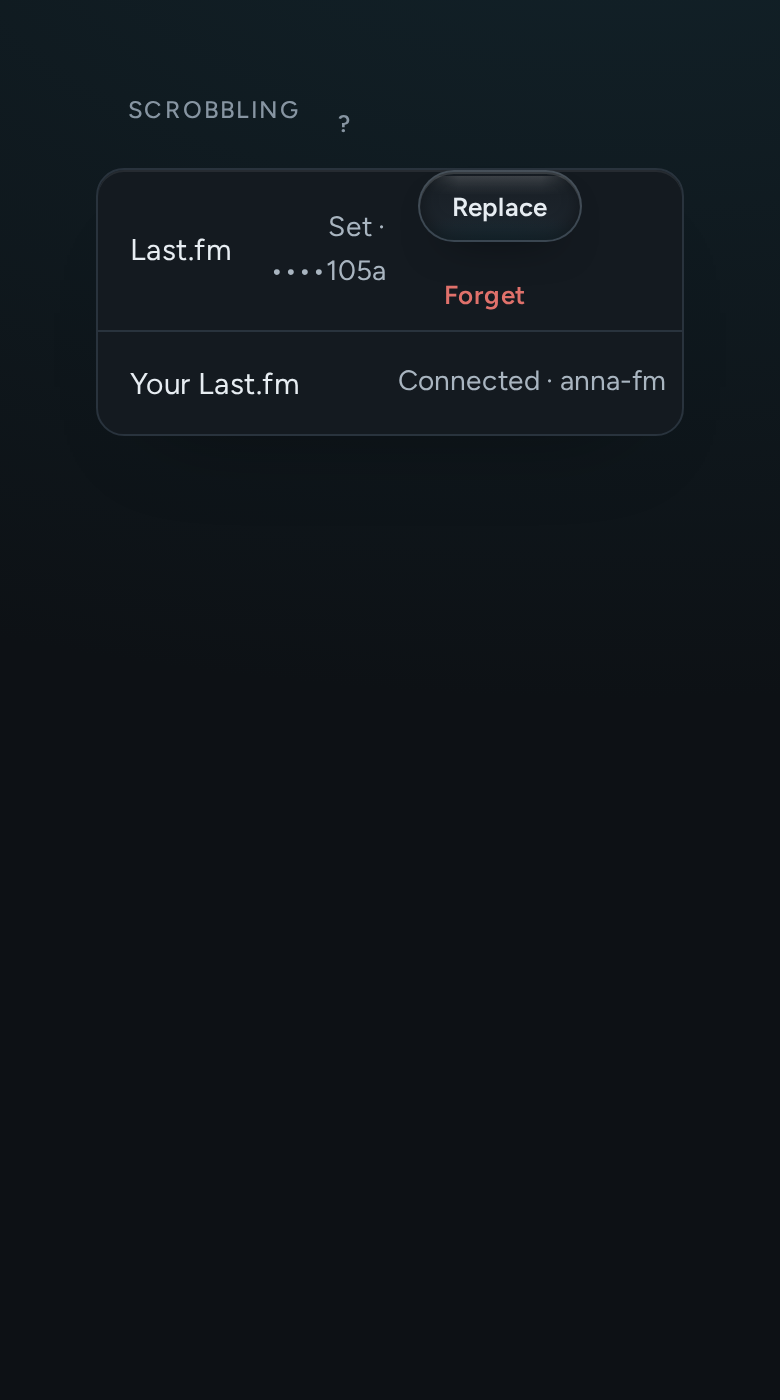 SCROBBLING ?
Last.fm
Set ·
••••105a
Replace
Forget
Your Last.fm
Connected · anna-fm